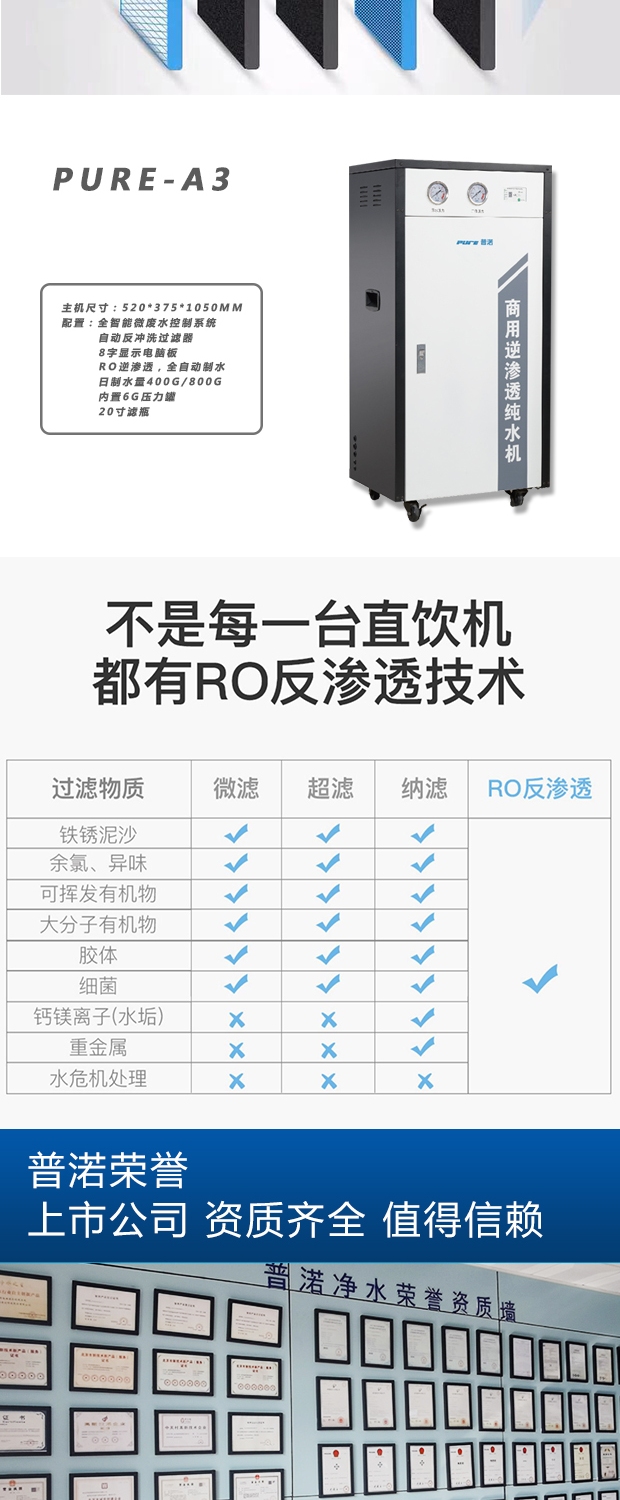 PURE-A3
主机尺寸：520*375*1050MM
配置：全智能微废水控制系统
自动反冲洗过滤器
8字显示电脑板
RO逆渗透，全自动制水
日制水量400G/800G
内置6G压力罐
20寸滤瓶
PURE 普渃
商用逆渗透纯水机
不是每一台直饮机
都有RO反渗透技术
过滤物质 微滤 超滤 纳滤 RO反渗透
铁锈泥沙
余氯、异味
可挥发有机物
大分子有机物
胶体
细菌
钙镁离子(水垢)
重金属
水危机处理
普渃荣誉
上市公司 资质齐全 值得信赖
普渃净水荣誉资质墙
证书